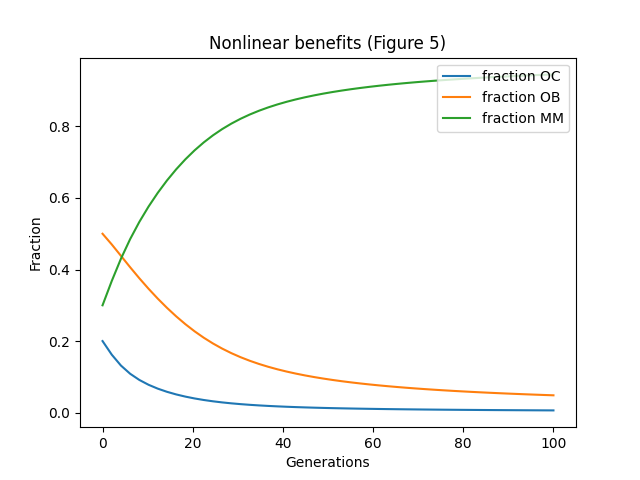 Nonlinear benefits (Figure 5)
fraction OC
fraction OB
fraction MM
Fraction
0.8
0.6
0.4
0.2
0.0
0 20 40 60 80 100
Generations